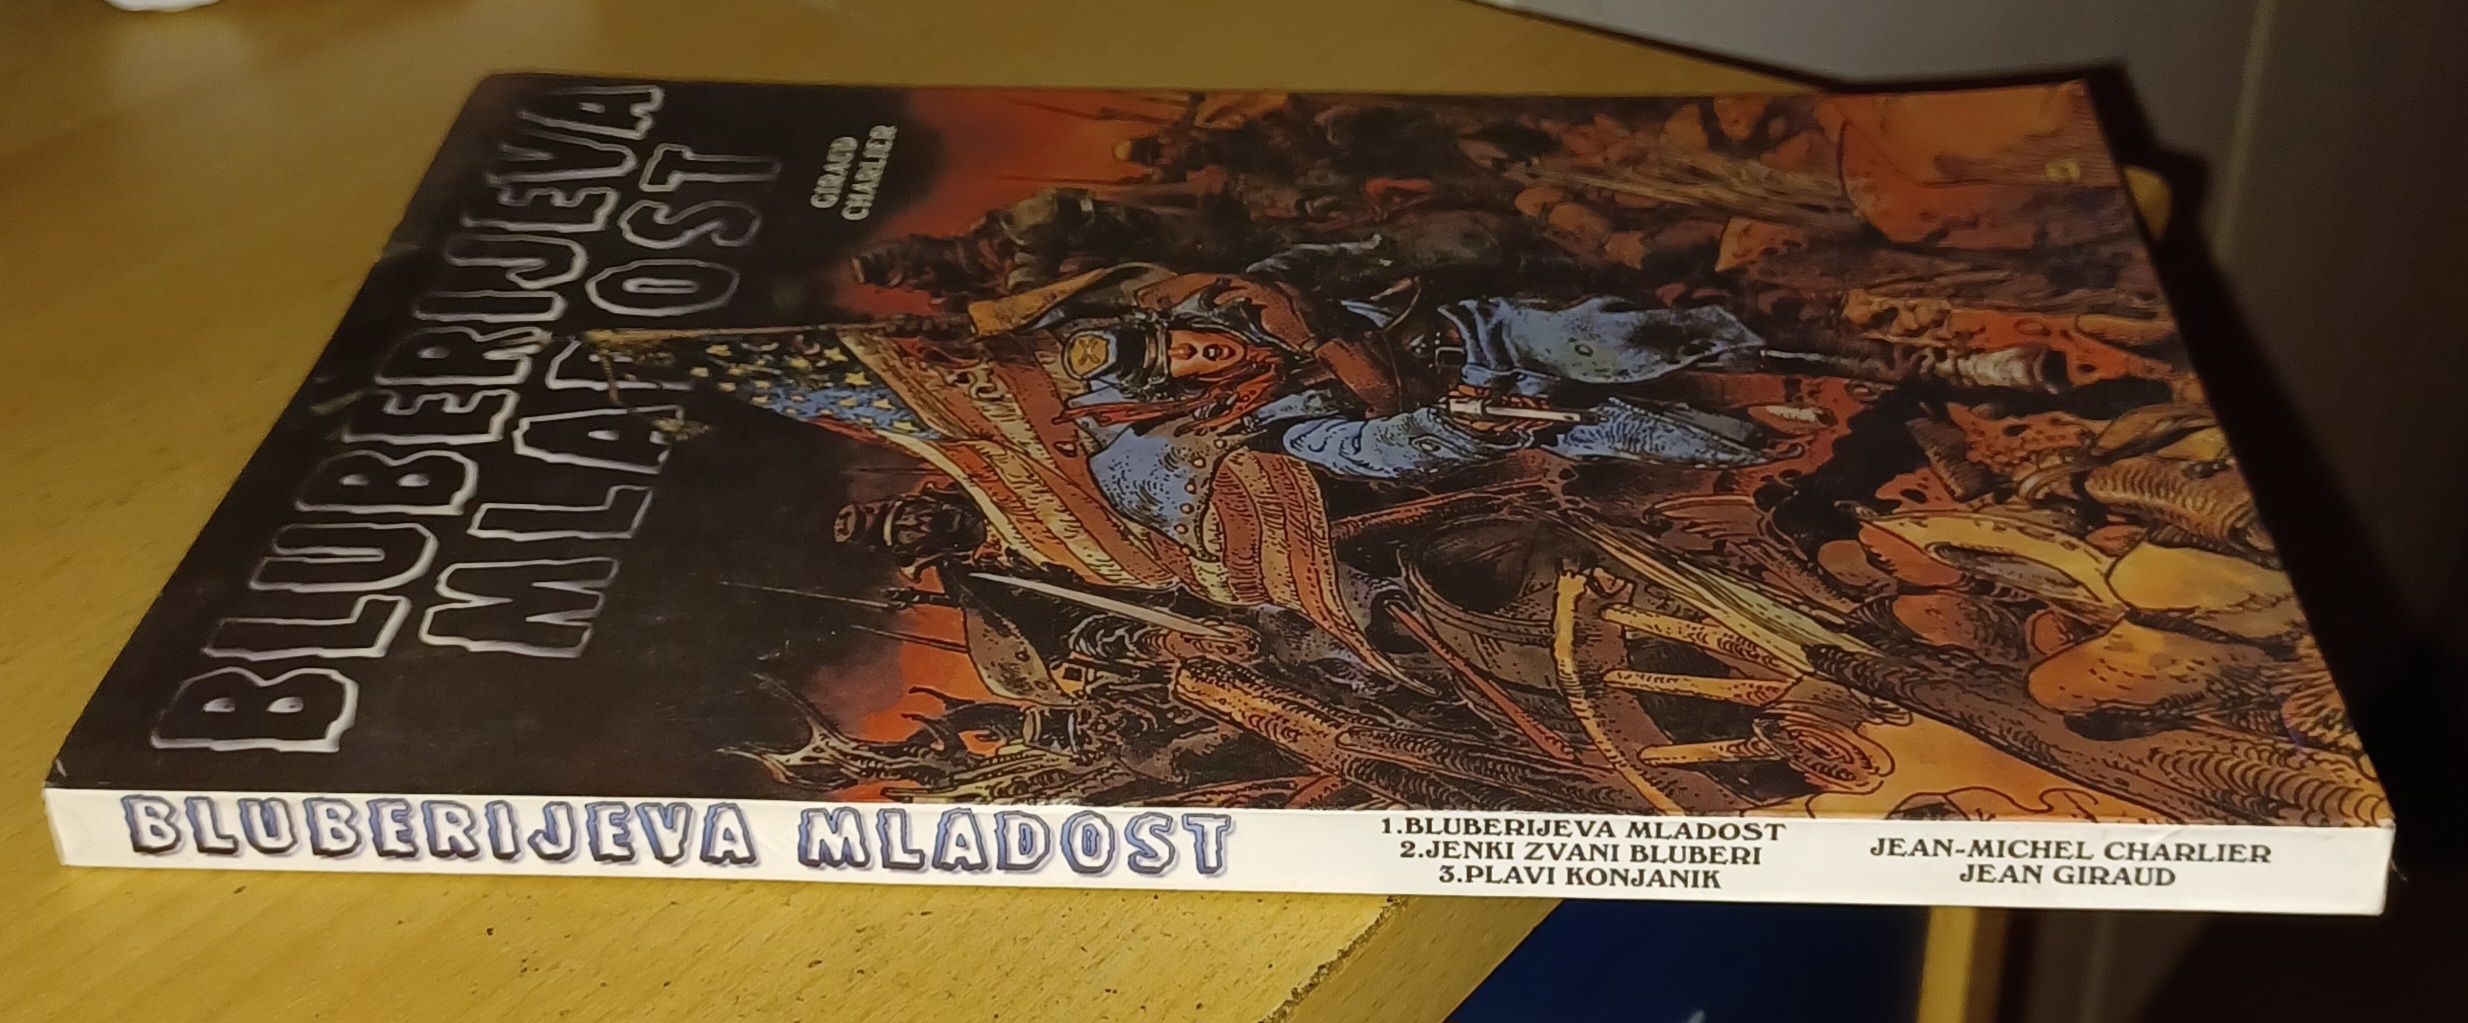 BLUBERIJEVA
MLADOST
GIRAUD
CHARLIER
BLUBERIJEVA MLADOST
1.BLUBERIJEVA MLADOST
2.JENKI ZVANI BLUBERI
3.PLAVI KONJANIK
JEAN-MICHEL CHARLIER
JEAN GIRAUD